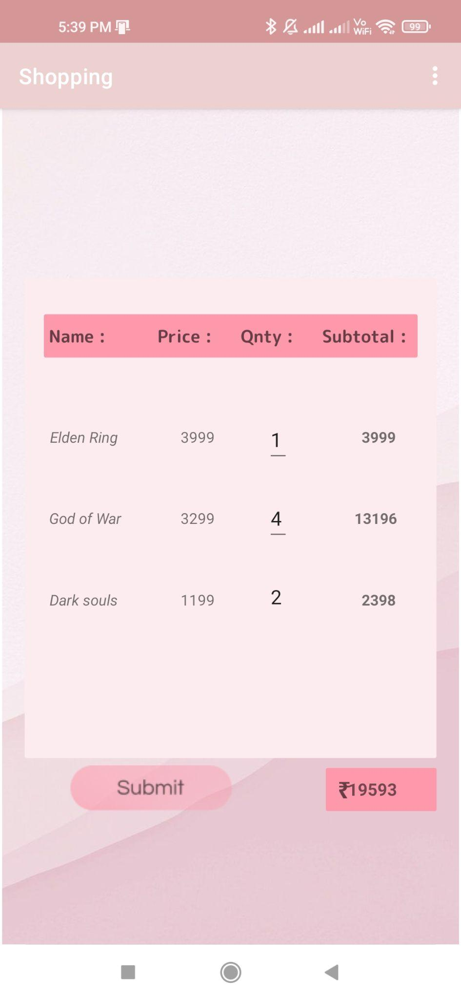 5:39 PM
Vo
WiFi
99
Shopping
Name : Price : Qnty : Subtotal :
Elden Ring 3999 1 3999
God of War 3299 4 13196
Dark souls 1199 2 2398
Submit
₹19593